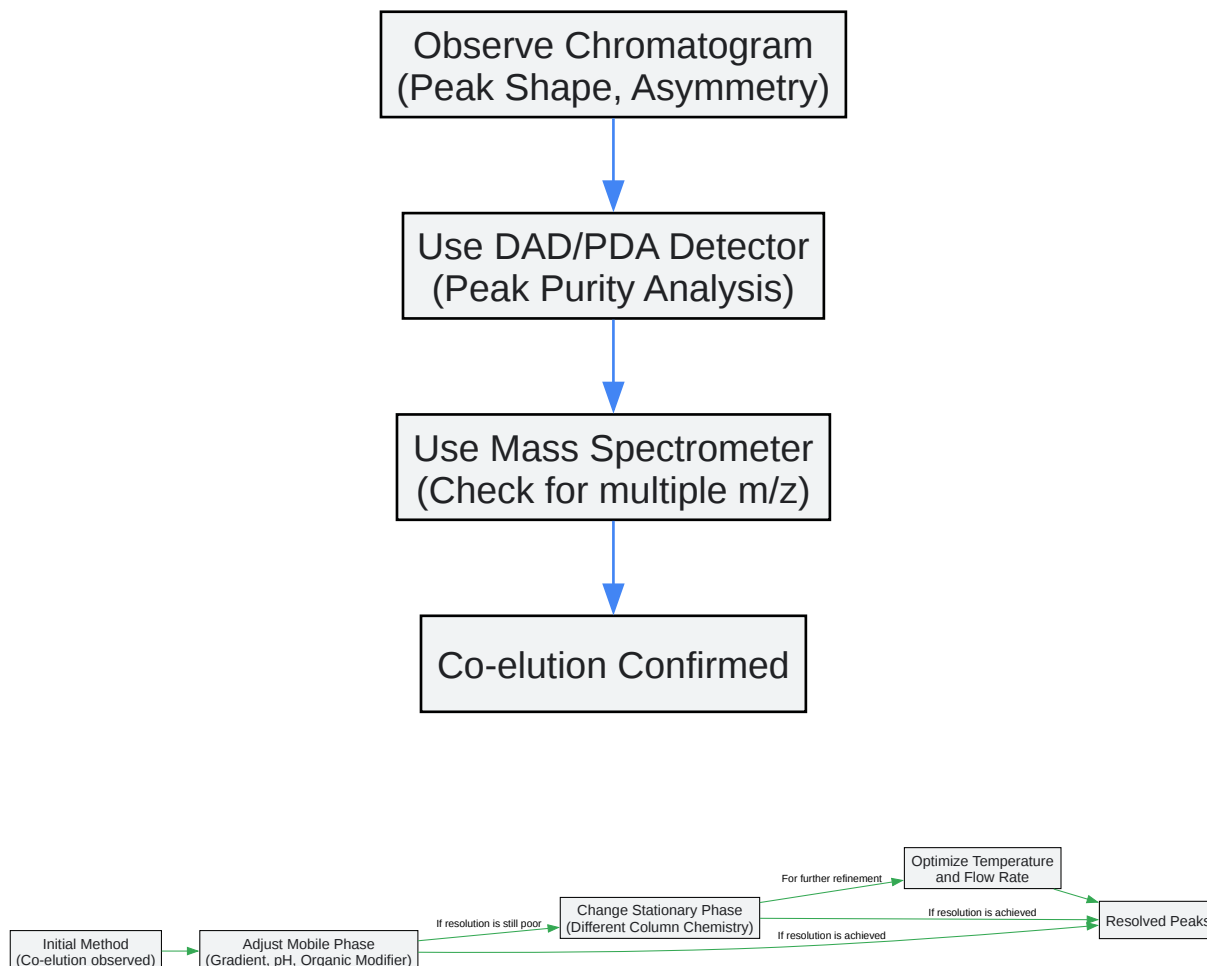 Observe Chromatogram
(Peak Shape, Asymmetry)
Use DAD/PDA Detector
(Peak Purity Analysis)
Use Mass Spectrometer
(Check for multiple m/z)
Co-elution Confirmed
Initial Method
(Co-elution observed)
Adjust Mobile Phase
(Gradient, pH, Organic Modifier)
If resolution is still poor
Change Stationary Phase
(Different Column Chemistry)
For further refinement
Optimize Temperature
and Flow Rate
If resolution is achieved
If resolution is achieved
Resolved Peaks